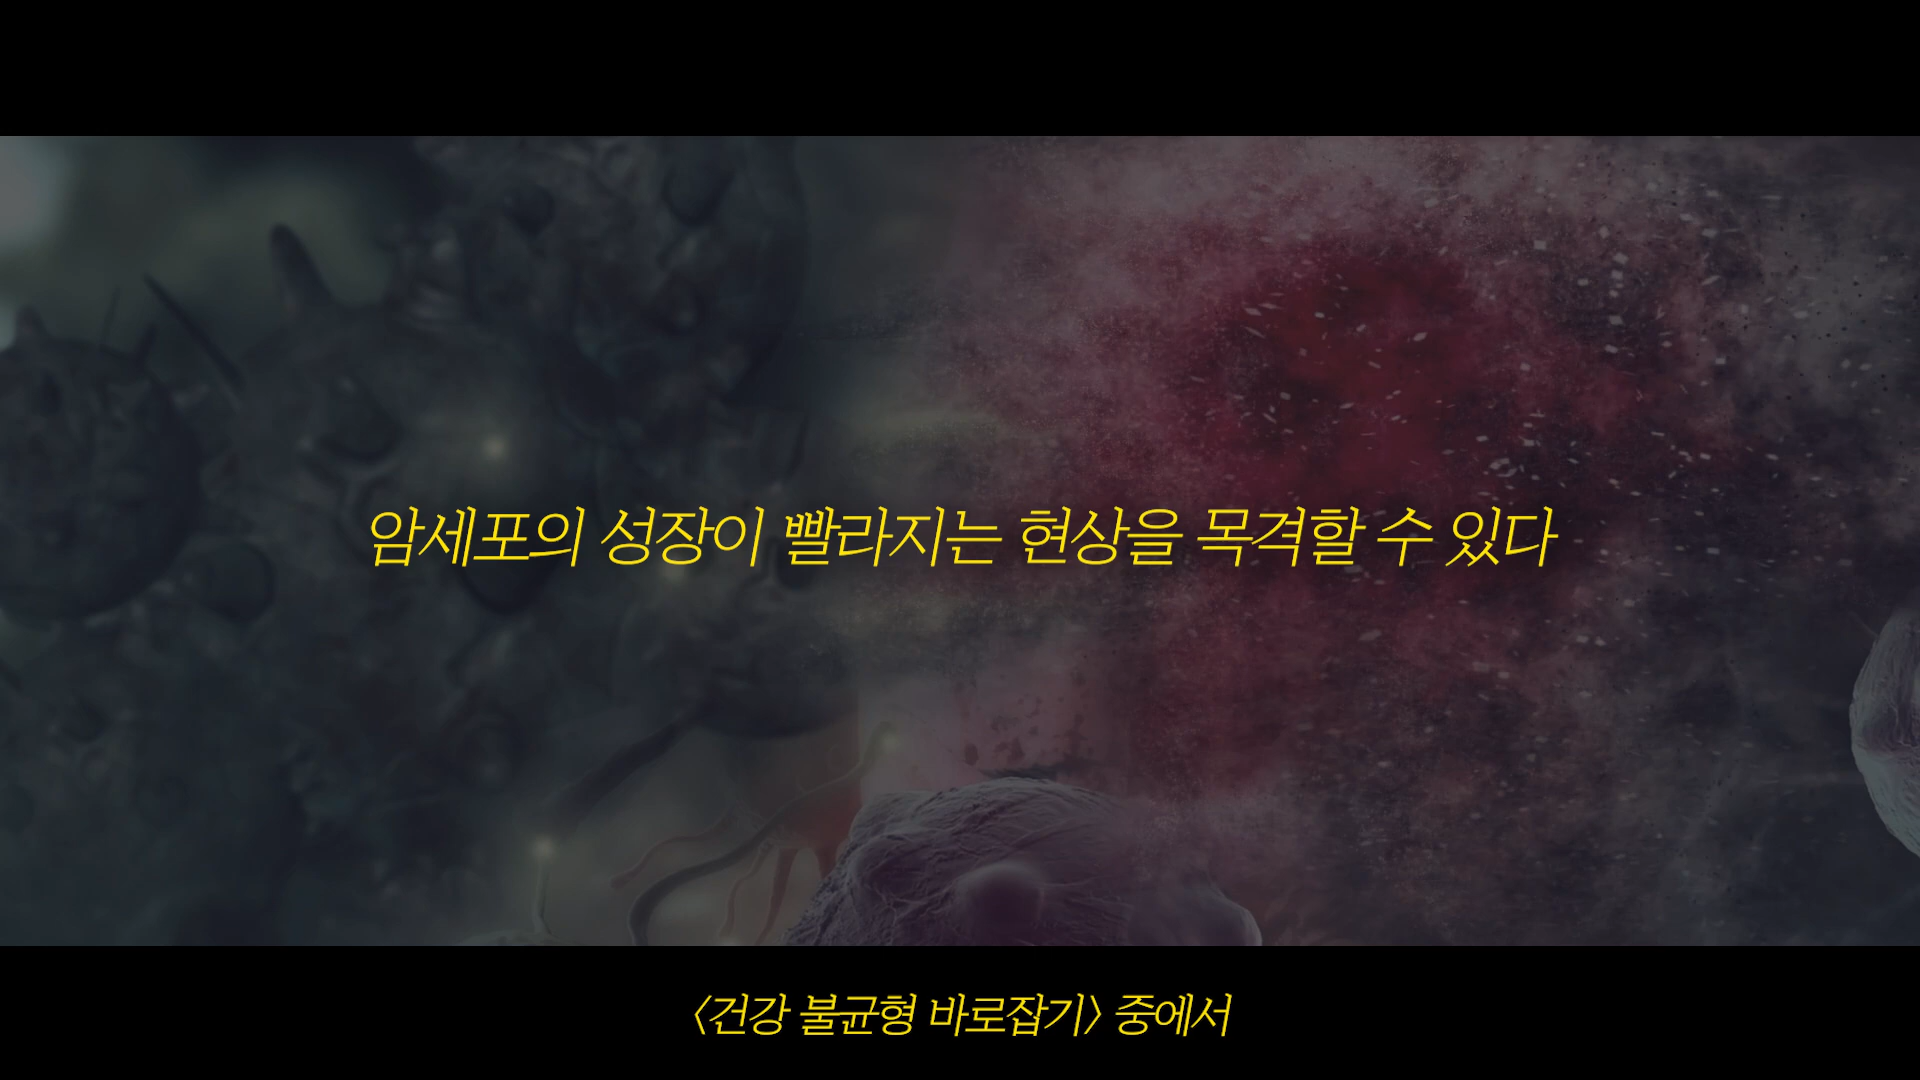 암세포의 성장이 빨라지는 현상을 목격할 수 있다
<건강 불균형 바로잡기> 중에서